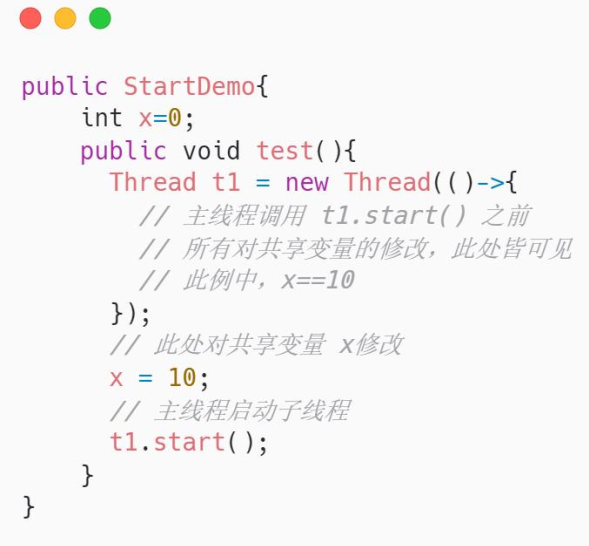 public StartDemo{
    int x=0;
    public void test(){
      Thread t1 = new Thread(()->{
        // 主线程调用 t1.start() 之前
        // 所有对共享变量的修改，此处皆可见
        // 此例中，x==10
      });
      // 此处对共享变量 x修改
      x = 10;
      // 主线程启动子线程
      t1.start();
    }
}